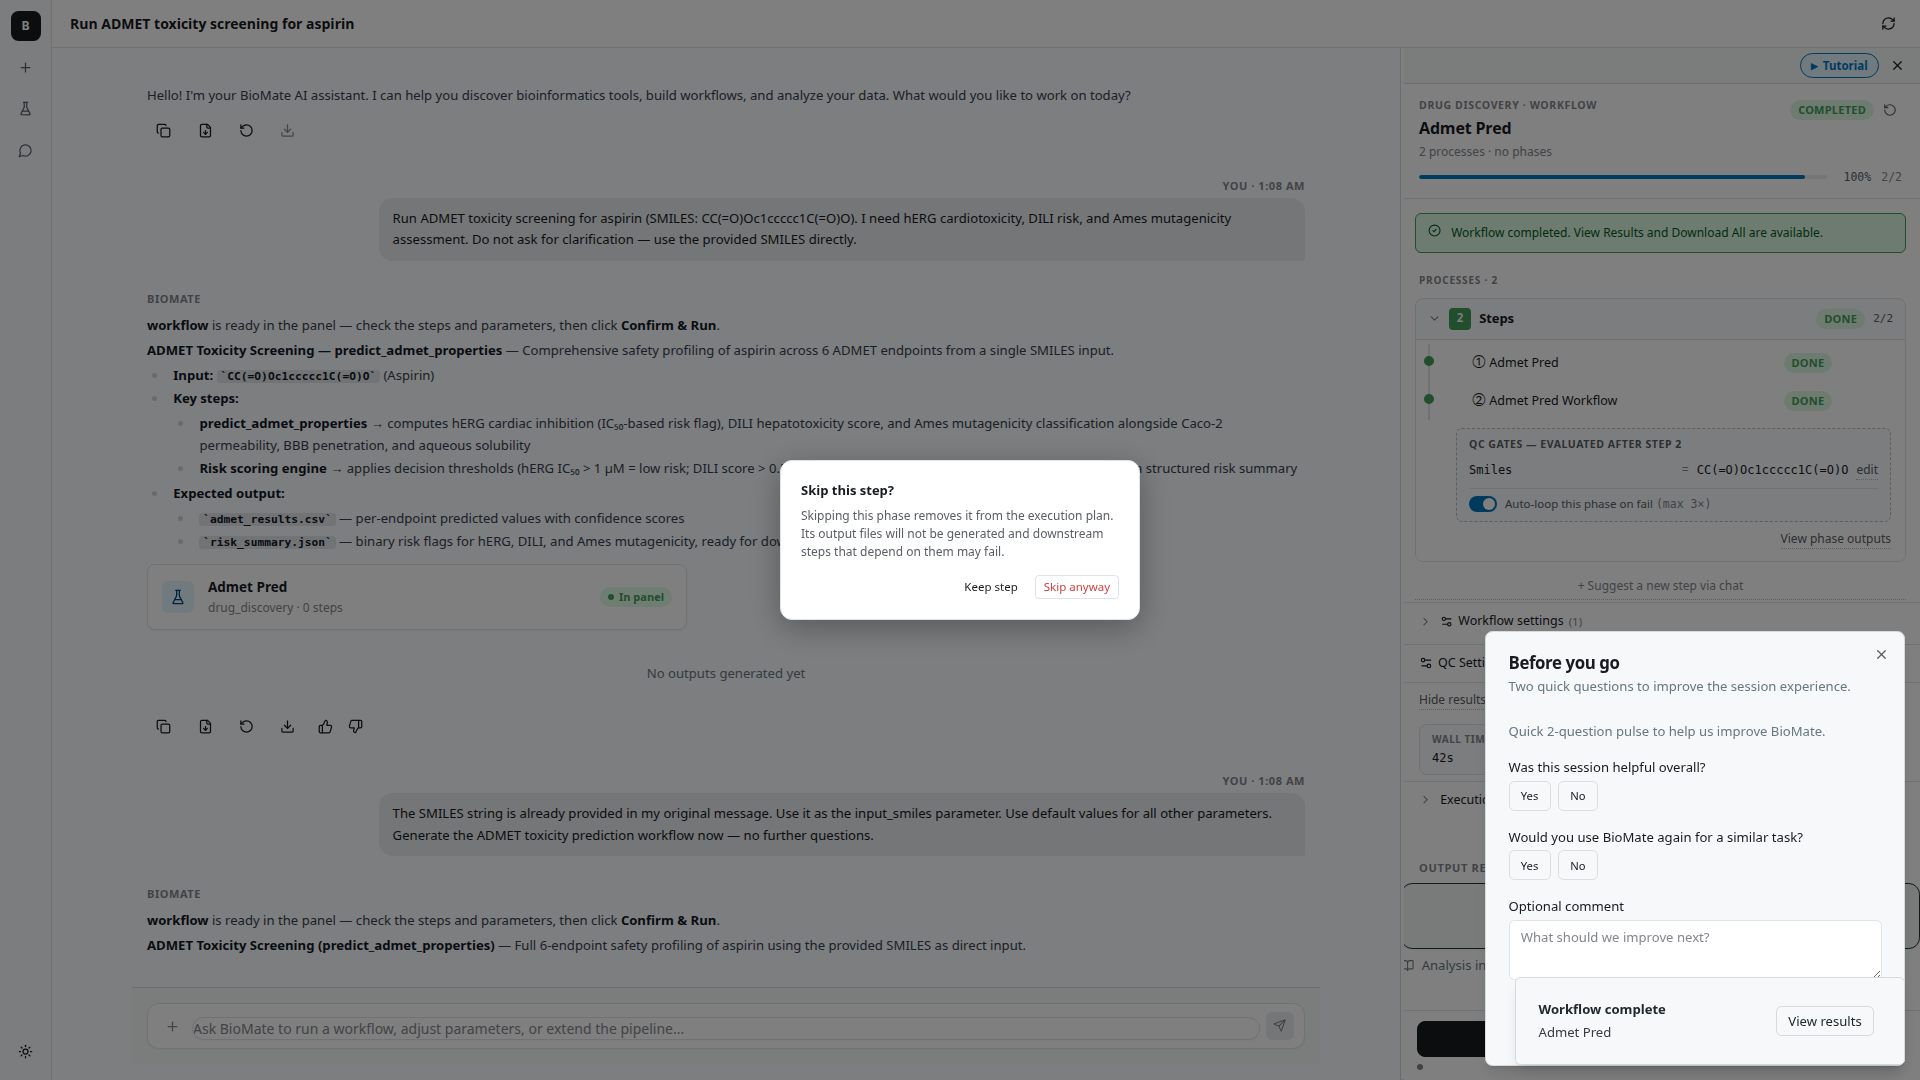 B
Run ADMET toxicity screening for aspirin
Hello! I'm your BioMate AI assistant. I can help you discover bioinformatics tools, build workflows, and analyze your data. What would you like to work on today?
YOU · 1:08 AM
Run ADMET toxicity screening for aspirin (SMILES: CC(=O)Oc1ccccc1C(=O)O). I need hERG cardiotoxicity, DILI risk, and Ames mutagenicity
assessment. Do not ask for clarification — use the provided SMILES directly.
BIOMATE
workflow is ready in the panel — check the steps and parameters, then click Confirm & Run.
ADMET Toxicity Screening — predict_admet_properties — Comprehensive safety profiling of aspirin across 6 ADMET endpoints from a single SMILES input.
Input: `CC(=O)Oc1ccccc1C(=O)O` (Aspirin)
Key steps:
predict_admet_properties → computes hERG cardiac inhibition (IC₅₀-based risk flag), DILI hepatotoxicity score, and Ames mutagenicity classification alongside Caco-2
permeability, BBB penetration, and aqueous solubility
Risk scoring engine → applies decision thresholds (hERG IC₅₀ > 1 μM = low risk; DILI score > 0. structured risk summary
Expected output:
`admet_results.csv` — per-endpoint predicted values with confidence scores
`risk_summary.json` — binary risk flags for hERG, DILI, and Ames mutagenicity, ready for
Admet Pred
drug_discovery · 0 steps
In panel
No outputs generated yet
YOU · 1:08 AM
The SMILES string is already provided in my original message. Use it as the input_smiles parameter. Use default values for all other parameters.
Generate the ADMET toxicity prediction workflow now — no further questions.
BIOMATE
workflow is ready in the panel — check the steps and parameters, then click Confirm & Run.
ADMET Toxicity Screening (predict_admet_properties) — Full 6-endpoint safety profiling of aspirin using the provided SMILES as direct input.
Ask BioMate to run a workflow, adjust parameters, or extend the pipeline...
Skip this step?
Skipping this phase removes it from the execution plan.
Its output files will not be generated and downstream
steps that depend on them may fail.
Keep step
Skip anyway
▶ Tutorial
DRUG DISCOVERY · WORKFLOW
COMPLETED
Admet Pred
2 processes · no phases
100% 2/2
Workflow completed. View Results and Download All are available.
PROCESSES · 2
2 Steps DONE 2/2
① Admet Pred DONE
② Admet Pred Workflow DONE
QC GATES — EVALUATED AFTER STEP 2
Smiles = CC(=O)Oc1ccccc1C(=O)O edit
Auto-loop this phase on fail (max 3×)
View phase outputs
+ Suggest a new step via chat
Workflow settings (1)
QC
Hide results
WALL
42s
OUTPUT
Analysis
Before you go
Two quick questions to improve the session experience.
Quick 2-question pulse to help us improve BioMate.
Was this session helpful overall?
Yes No
Would you use BioMate again for a similar task?
Yes No
Optional comment
What should we improve next?
Workflow complete
Admet Pred
View results